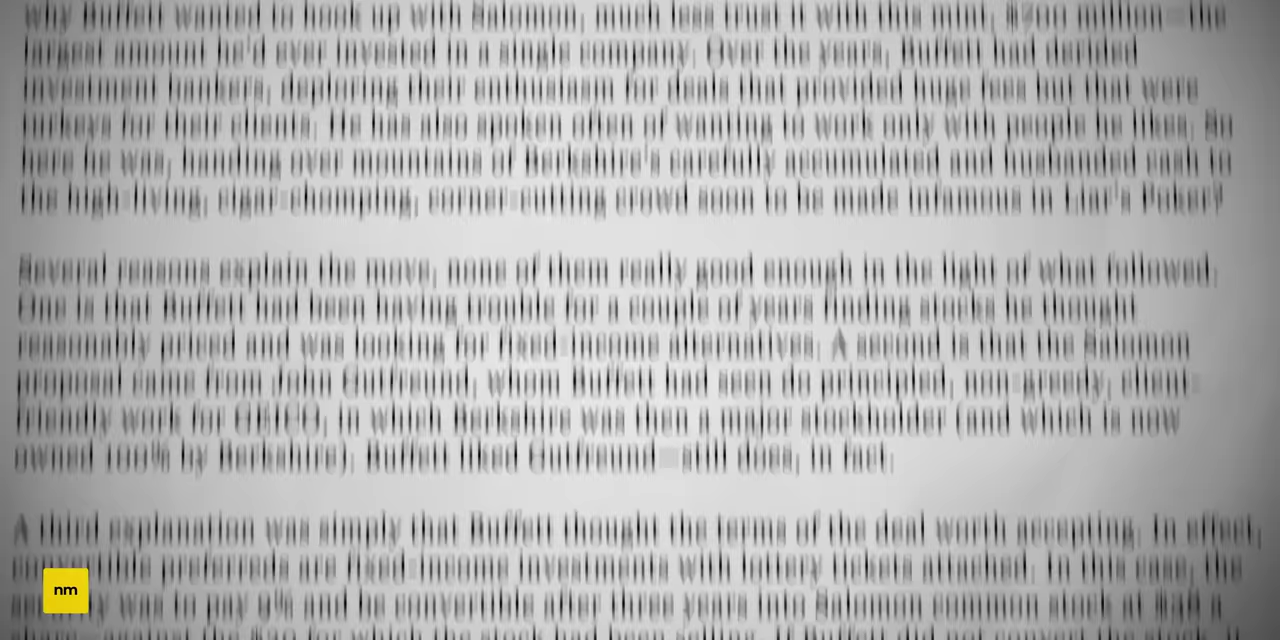 why Buffett wanted to hook up with Salomon, much less trust it with this mint, $700 million—the
largest amount he'd ever invested in a single company. Over the years, Buffett had derided
investment bankers, deploring their enthusiasm for deals that provided huge fees but that were
turkeys for their clients. He has also spoken often of wanting to work only with people he likes. So
here he was, handing over mountains of Berkshire's carefully accumulated and husbanded cash to
the high-living, cigar-chomping, corner-cutting crowd soon to be made infamous in Liar's Poker?
Several reasons explain the move, none of them really good enough in the light of what followed.
One is that Buffett had been having trouble for a couple of years finding stocks he thought
reasonably priced and was looking for fixed-income alternatives. A second is that the Salomon
proposal came from John Gutfreund, whom Buffett had seen do principled, non-greedy, client-
friendly work for GEICO, in which Berkshire was then a major stockholder (and which is now
owned 100% by Berkshire). Buffett liked Gutfreund—still does, in fact.
A third explanation was simply that Buffett thought the terms of the deal worth accepting. In effect,
preferreds are fixed-income investments with lottery tickets attached. In this case, the
was to pay 9% and be convertible after three years into Salomon common stock at $38 a
nm